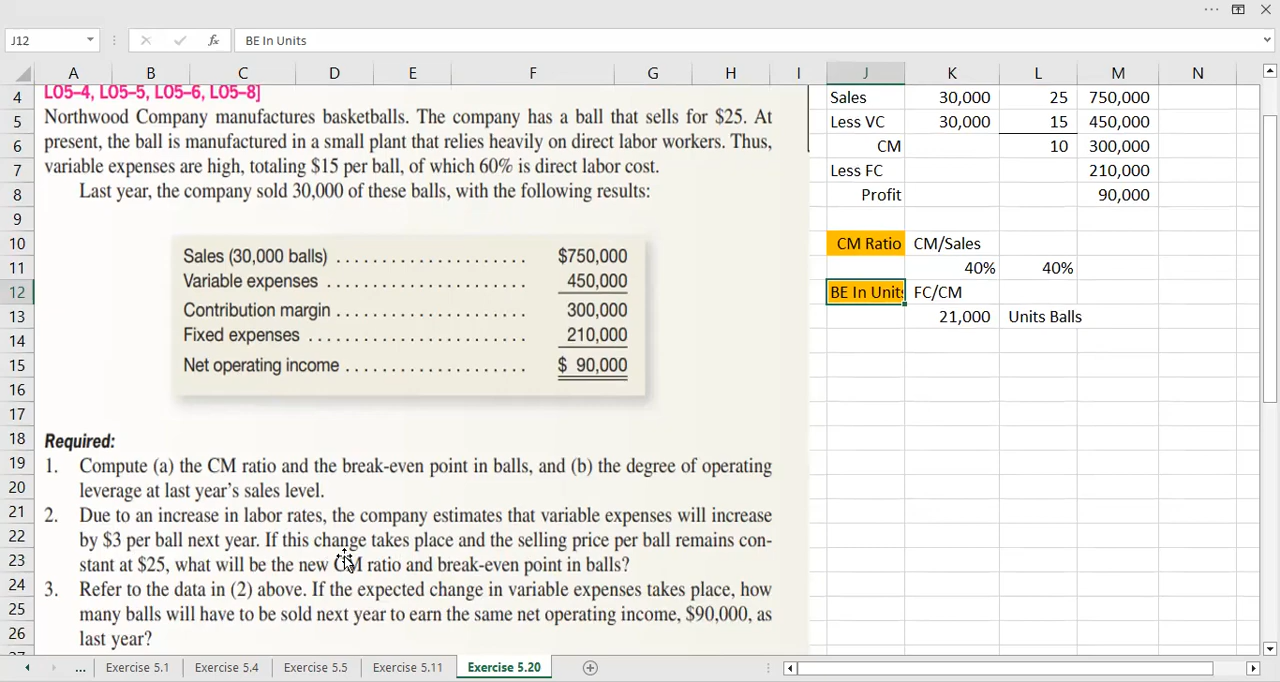 J12 fx BE In Units
A B C D E F G H I J K L M N
4 LO5–4, LO5–5, LO5–6, LO5–8] Sales 30,000 25 750,000
5 Northwood Company manufactures basketballs. The company has a ball that sells for $25. At Less VC 30,000 15 450,000
6 present, the ball is manufactured in a small plant that relies heavily on direct labor workers. Thus, CM 10 300,000
7 variable expenses are high, totaling $15 per ball, of which 60% is direct labor cost. Less FC 210,000
8 Last year, the company sold 30,000 of these balls, with the following results: Profit 90,000
9
10 Sales (30,000 balls) ...................... $750,000 CM Ratio CM/Sales
11 Variable expenses ....................... 450,000 40% 40%
12 Contribution margin ..................... 300,000 BE In Units FC/CM
13 Fixed expenses ......................... 210,000 21,000 Units Balls
14
15 Net operating income .................... $ 90,000
16
17
18 Required:
19 1. Compute (a) the CM ratio and the break-even point in balls, and (b) the degree of operating
20 leverage at last year's sales level.
21 2. Due to an increase in labor rates, the company estimates that variable expenses will increase
22 by $3 per ball next year. If this change takes place and the selling price per ball remains con-
23 stant at $25, what will be the new CM ratio and break-even point in balls?
24 3. Refer to the data in (2) above. If the expected change in variable expenses takes place, how
25 many balls will have to be sold next year to earn the same net operating income, $90,000, as
26 last year?
... Exercise 5.1 Exercise 5.4 Exercise 5.5 Exercise 5.11 Exercise 5.20